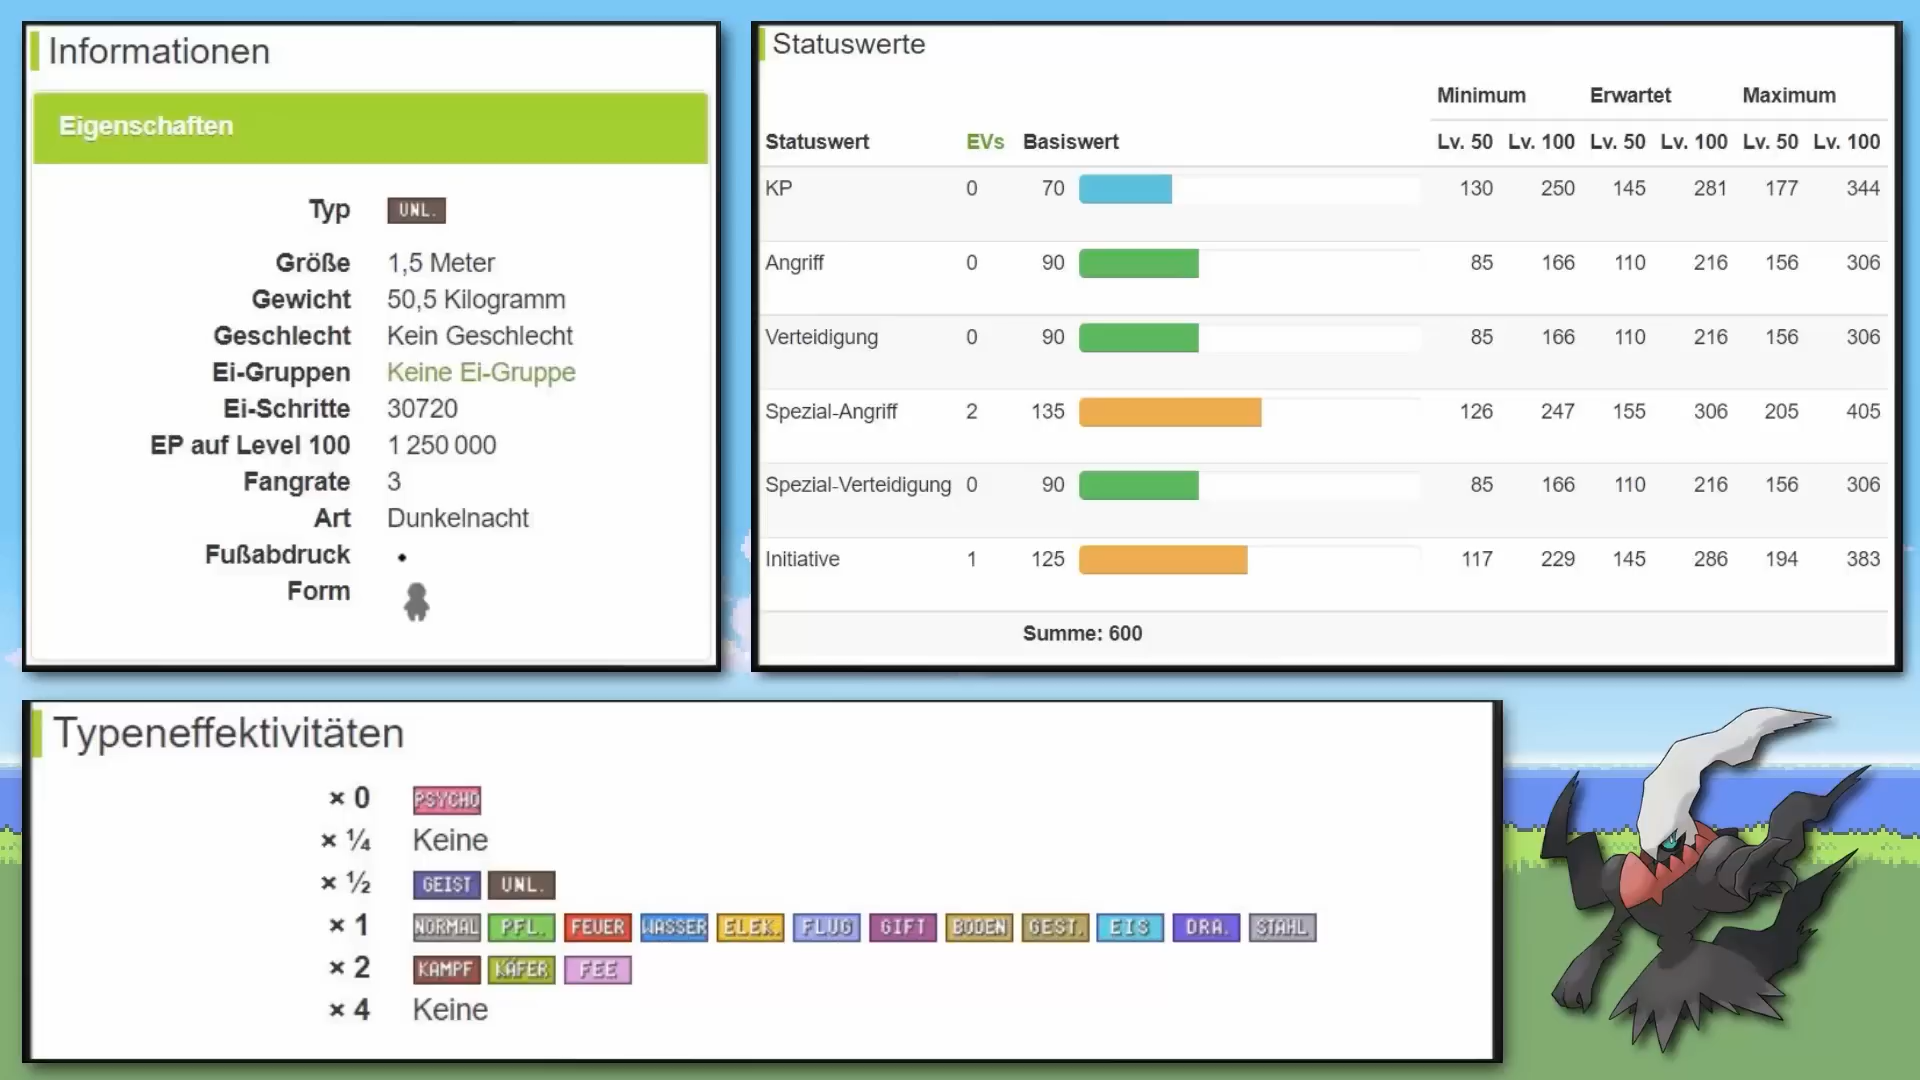 Informationen
Eigenschaften
Typ UNL.
Größe 1,5 Meter
Gewicht 50,5 Kilogramm
Geschlecht Kein Geschlecht
Ei-Gruppen Keine Ei-Gruppe
Ei-Schritte 30720
EP auf Level 100 1 250 000
Fangrate 3
Art Dunkelnacht
Fußabdruck
Form
Statuswerte
Minimum Erwartet Maximum
Statuswert EVs Basiswert Lv. 50 Lv. 100 Lv. 50 Lv. 100 Lv. 50 Lv. 100
KP 0 70 130 250 145 281 177 344
Angriff 0 90 85 166 110 216 156 306
Verteidigung 0 90 85 166 110 216 156 306
Spezial-Angriff 2 135 126 247 155 306 205 405
Spezial-Verteidigung 0 90 85 166 110 216 156 306
Initiative 1 125 117 229 145 286 194 383
Summe: 600
Typeneffektivitäten
× 0 PSYCHO
× ¼ Keine
× ½ GEIST UNL.
× 1 NORMAL PFL. FEUER WASSER ELEK. FLUG GIFT BODEN GEST. EIS DRA. STAHL
× 2 KAMPF KÄFER FEE
× 4 Keine